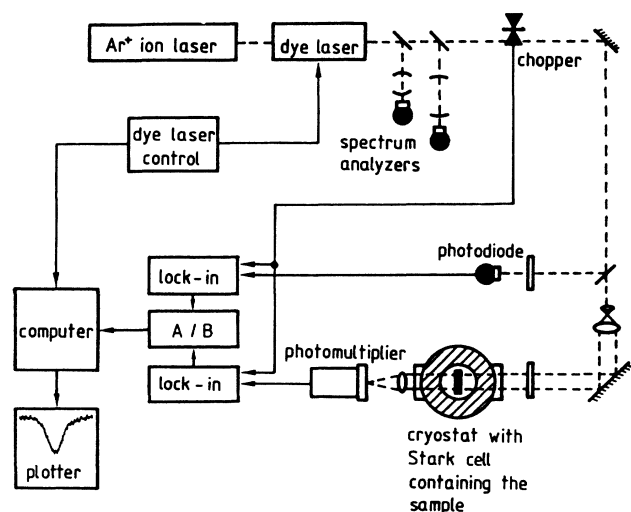 Ar⁺ ion laser
dye laser
chopper
spectrum
analyzers
dye laser
control
photodiode
lock-in
computer
A / B
photomultiplier
lock-in
plotter
cryostat with
Stark cell
containing the
sample